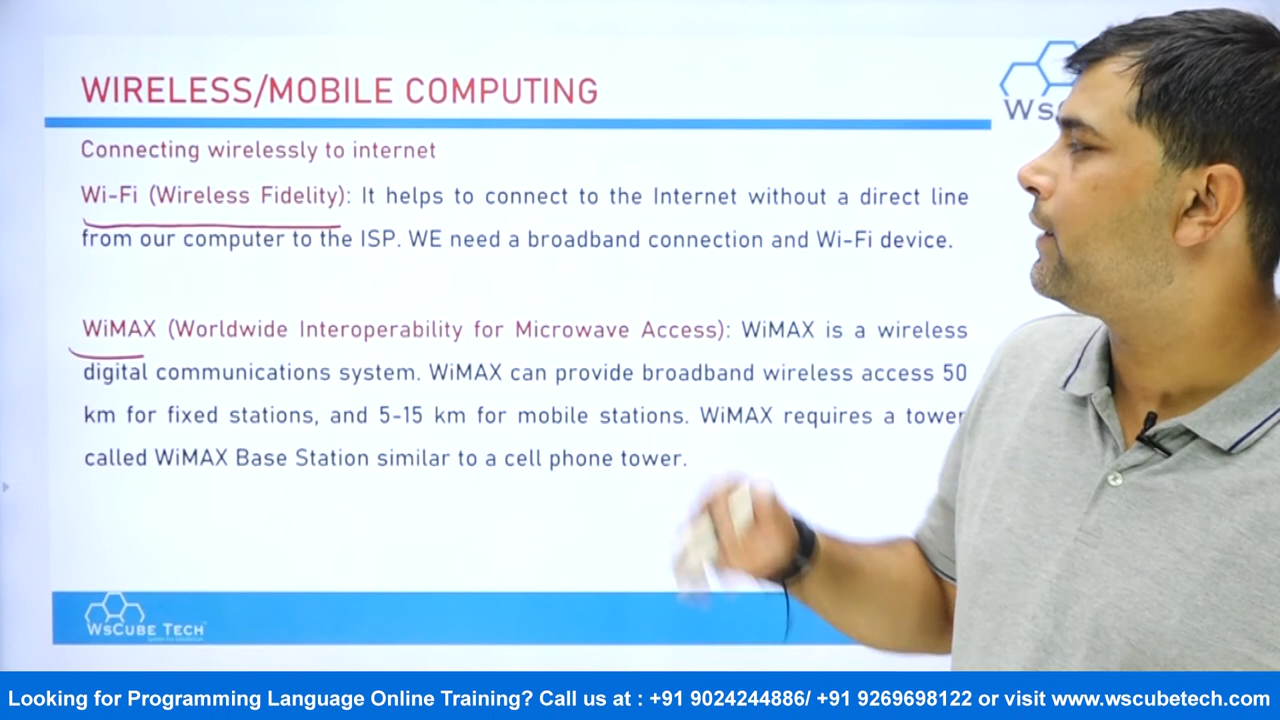 WIRELESS/MOBILE COMPUTING
Connecting wirelessly to internet
Wi-Fi (Wireless Fidelity): It helps to connect to the Internet without a direct line
from our computer to the ISP. WE need a broadband connection and Wi-Fi device.
WiMAX (Worldwide Interoperability for Microwave Access): WiMAX is a wireless
digital communications system. WiMAX can provide broadband wireless access 50
km for fixed stations, and 5-15 km for mobile stations. WiMAX requires a tower
called WiMAX Base Station similar to a cell phone tower.
WsCube Tech
Looking for Programming Language Online Training? Call us at : +91 9024244886/ +91 9269698122 or visit www.wscubetech.com